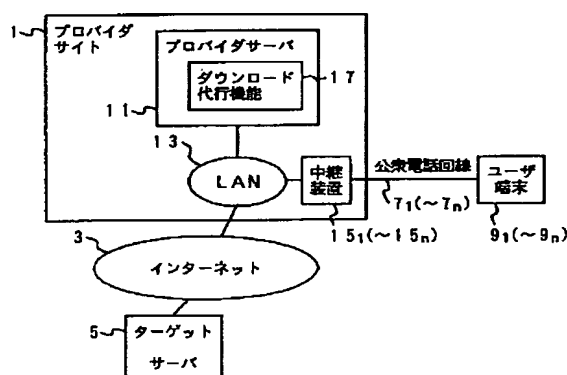 1 プロバイダ
サイト
プロバイダサーバ
ダウンロード
代行機能
17
11
13
LAN
中継
装置
公衆電話回線
7₁(〜7ₙ)
ユーザ
端末
15₁(〜15ₙ)
9₁(〜9ₙ)
3
インターネット
5
ターゲット
サーバ